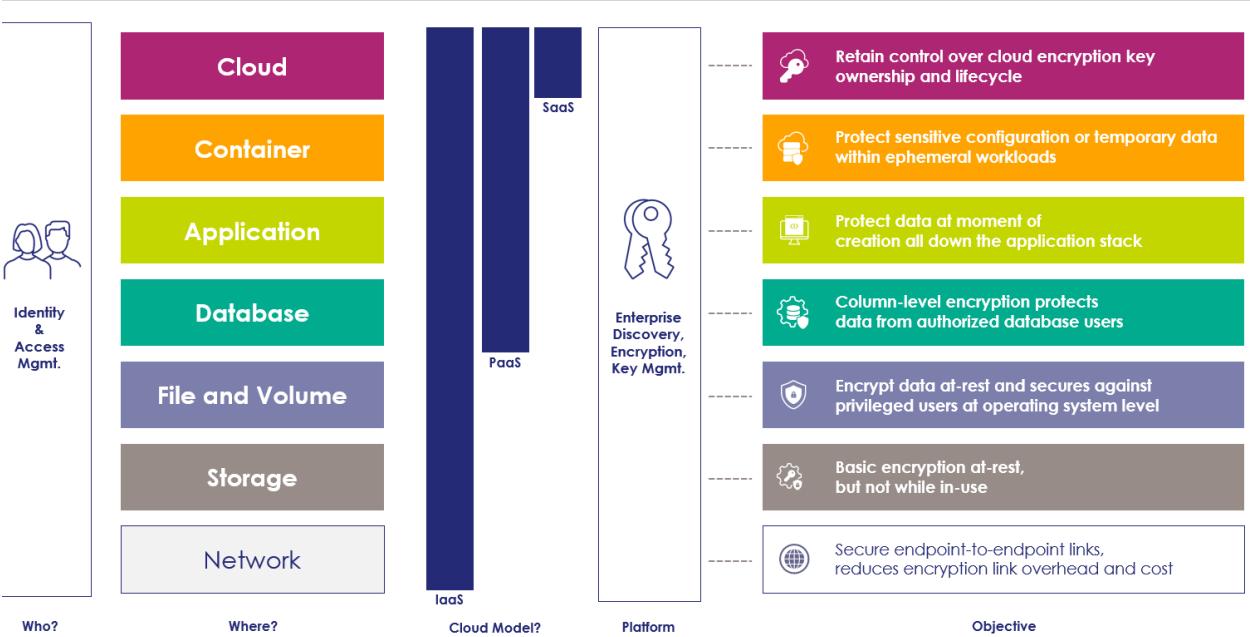 Cloud
Container
Application
Database
File and Volume
Storage
Network
Identity
&
Access
Mgmt.
SaaS
PaaS
IaaS
Enterprise
Discovery,
Encryption,
Key Mgmt.
Retain control over cloud encryption key
ownership and lifecycle
Protect sensitive configuration or temporary data
within ephemeral workloads
Protect data at moment of
creation all down the application stack
Column-level encryption protects
data from authorized database users
Encrypt data at-rest and secures against
privileged users at operating system level
Basic encryption at-rest,
but not while in-use
Secure endpoint-to-endpoint links,
reduces encryption link overhead and cost
Who?
Where?
Cloud Model?
Platform
Objective